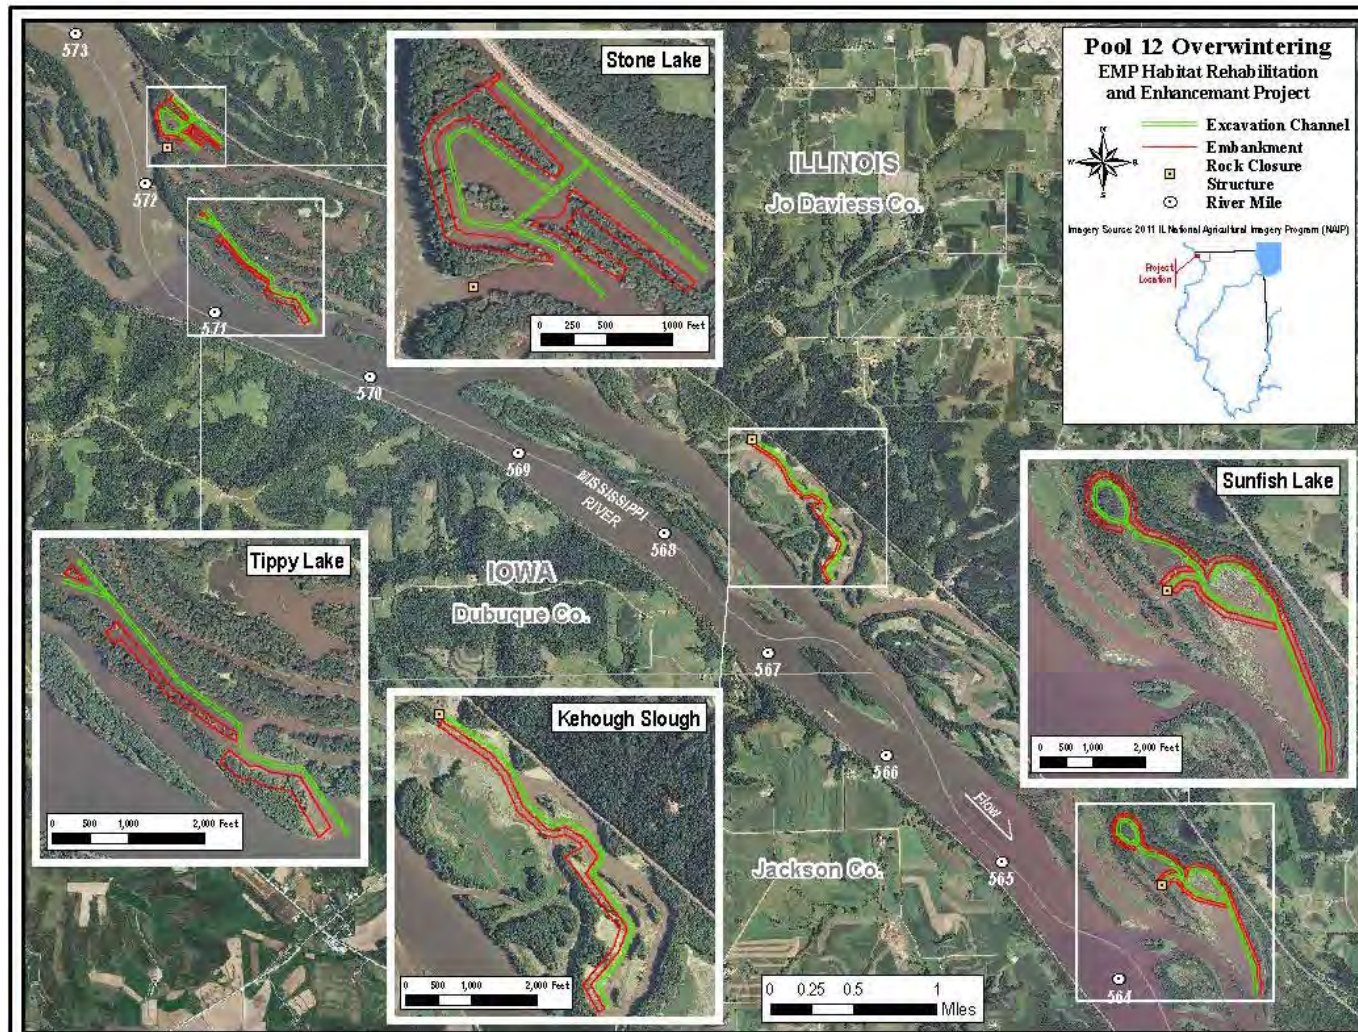 Pool 12 Overwintering
EMP Habitat Rehabilitation
and Enhancemant Project
N
W
E
S
Excavation Channel
Embankment
Rock Closure
Structure
River Mile
Imagery Source: 2011 IL National Agricultural Imagery Program (NAIP)
Project
Location
Stone Lake
0 250 500 1,000 Feet
573
572
571
570
569
568
567
566
565
564
ILLINOIS
Jo Daviess Co.
MISSISSIPPI
RIVER
IOWA
Dubuque Co.
Jackson Co.
Flow
Tippy Lake
0 500 1,000 2,000 Feet
Kehough Slough
0 500 1,000 2,000 Feet
Sunfish Lake
0 500 1,000 2,000 Feet
0 0.25 0.5 1
Miles